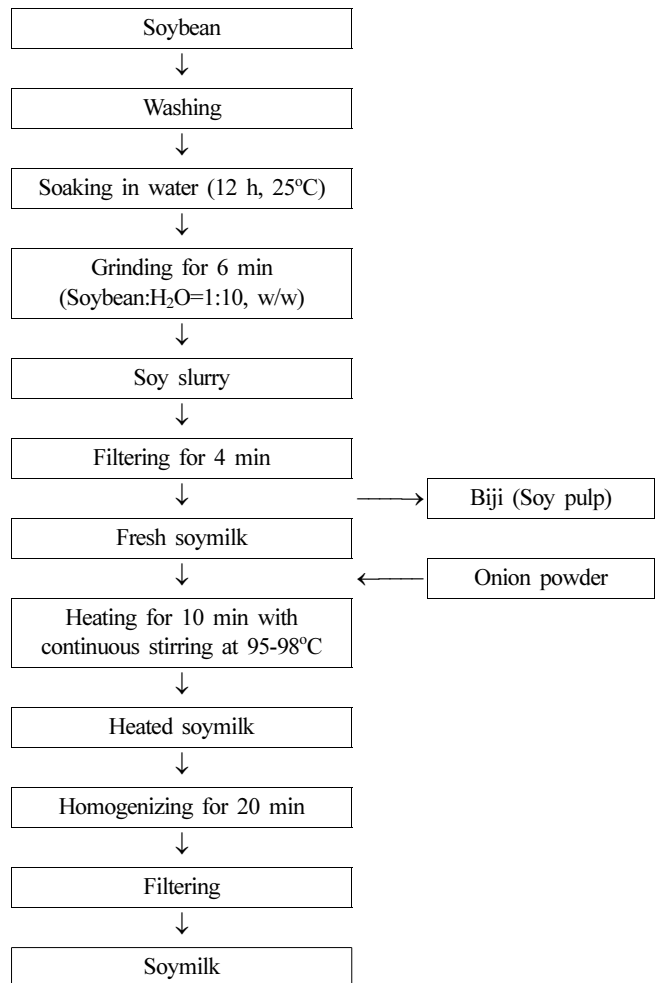 Soybean
↓
Washing
↓
Soaking in water (12 h, 25ºC)
↓
Grinding for 6 min
(Soybean:H₂O=1:10, w/w)
↓
Soy slurry
↓
Filtering for 4 min
↓
→
Biji (Soy pulp)
Fresh soymilk
↓
←
Onion powder
Heating for 10 min with
continuous stirring at 95-98ºC
↓
Heated soymilk
↓
Homogenizing for 20 min
↓
Filtering
↓
Soymilk